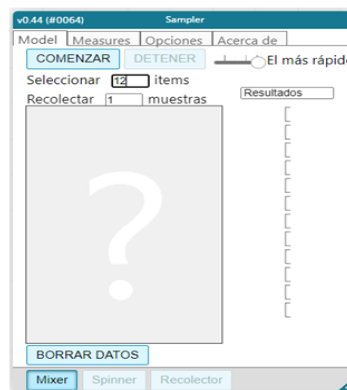 v0.44 (#0064) Sampler
Model Measures Opciones Acerca de
COMENZAR DETENER El más rápido
Seleccionar 12 items
Recolectar 1 muestras
Resultados
?
BORRAR DATOS
Mixer Spinner Recolector